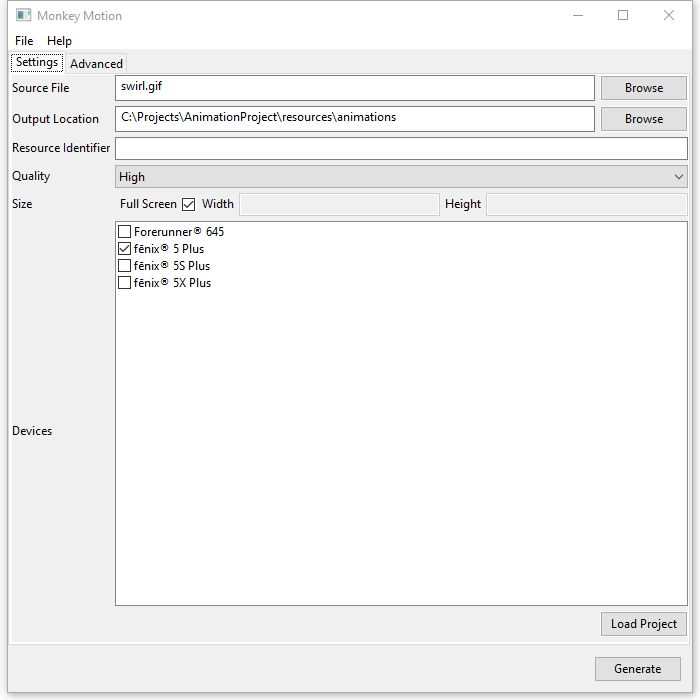 Monkey Motion
File Help
Settings Advanced
Source File swirl.gif Browse
Output Location C:\Projects\AnimationProject\resources\animations Browse
Resource Identifier
Quality High
Size Full Screen Width Height
Forerunner® 645
fēnix® 5 Plus
fēnix® 5S Plus
fēnix® 5X Plus
Devices
Load Project
Generate